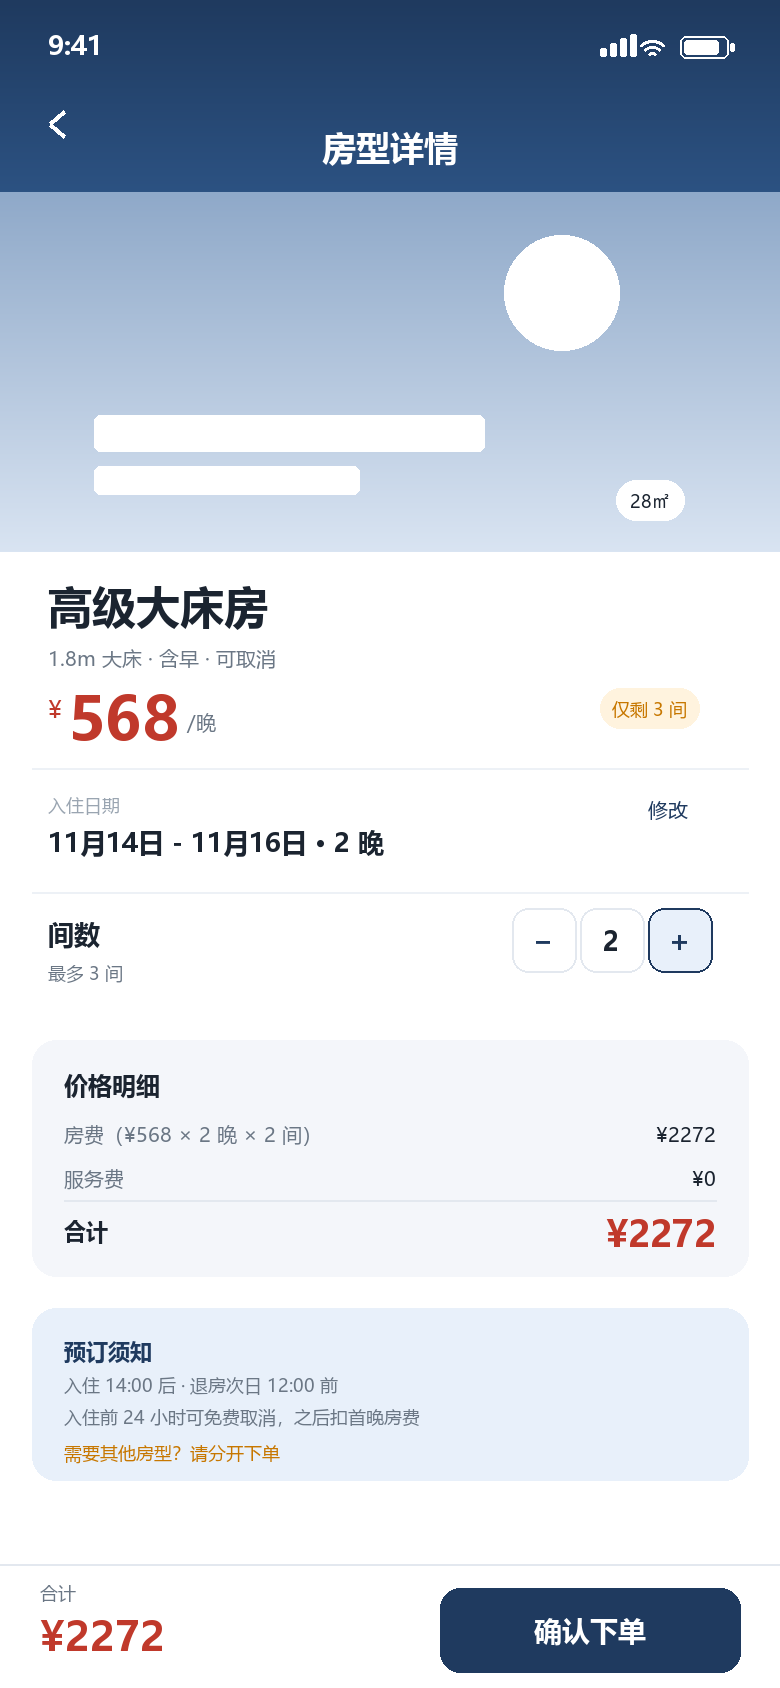 9:41
房型详情
28㎡
高级大床房
1.8m 大床 · 含早 · 可取消
¥ 568 /晚
仅剩 3 间
入住日期
修改
11月14日 - 11月16日 • 2 晚
间数
最多 3 间
− 2 +
价格明细
房费（¥568 × 2 晚 × 2 间） ¥2272
服务费 ¥0
合计 ¥2272
预订须知
入住 14:00 后 · 退房次日 12:00 前
入住前 24 小时可免费取消，之后扣首晚房费
需要其他房型？请分开下单
合计
¥2272
确认下单